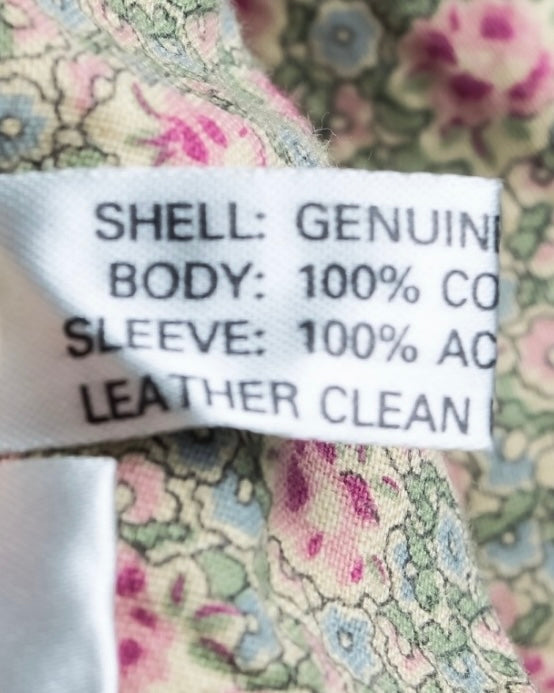 SHELL: GENUIN
BODY: 100% CO
SLEEVE: 100% AC
LEATHER CLEAN